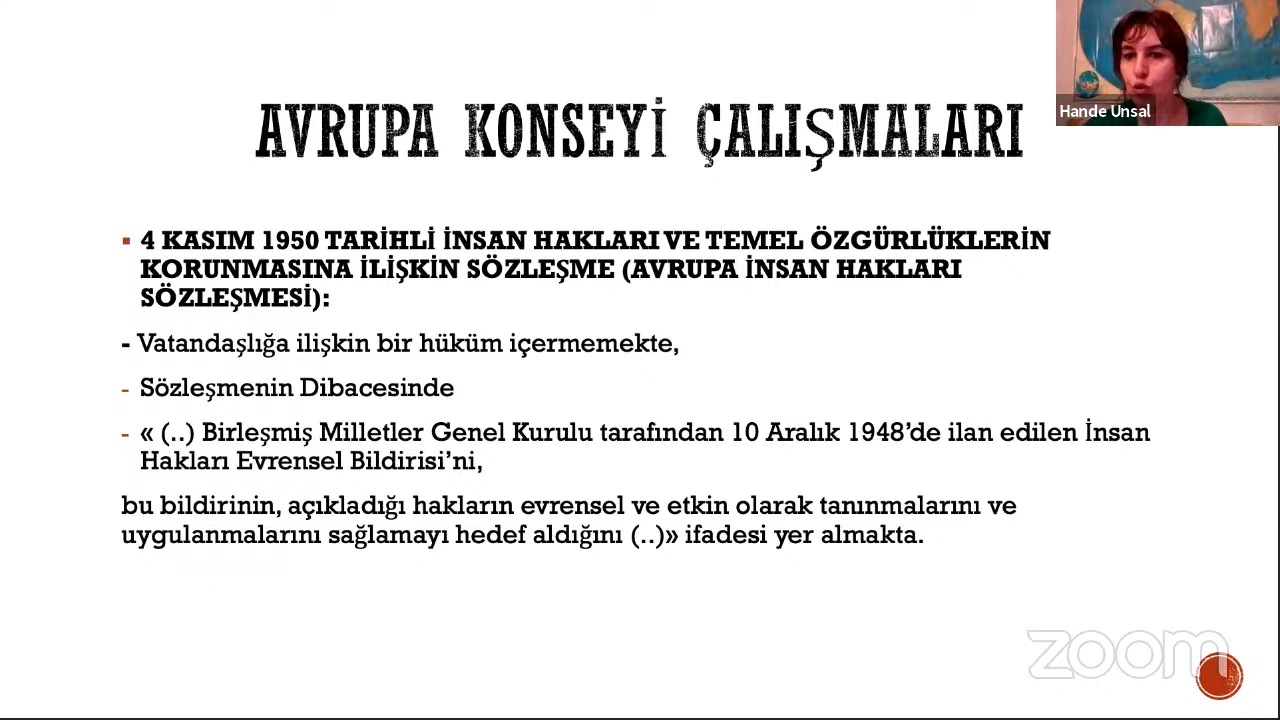 AVRUPA KONSEYİ ÇALIŞMALARI
Hande Unsal
▪ 4 KASIM 1950 TARİHLİ İNSAN HAKLARI VE TEMEL ÖZGÜRLÜKLERİN
KORUNMASINA İLİŞKİN SÖZLEŞME (AVRUPA İNSAN HAKLARI
SÖZLEŞMESİ):
- Vatandaşlığa ilişkin bir hüküm içermemekte,
- Sözleşmenin Dibacesinde
- « (..) Birleşmiş Milletler Genel Kurulu tarafından 10 Aralık 1948’de ilan edilen İnsan
Hakları Evrensel Bildirisi’ni,
bu bildirinin, açıkladığı hakların evrensel ve etkin olarak tanınmalarını ve
uygulanmalarını sağlamayı hedef aldığını (..)» ifadesi yer almakta.
zoom